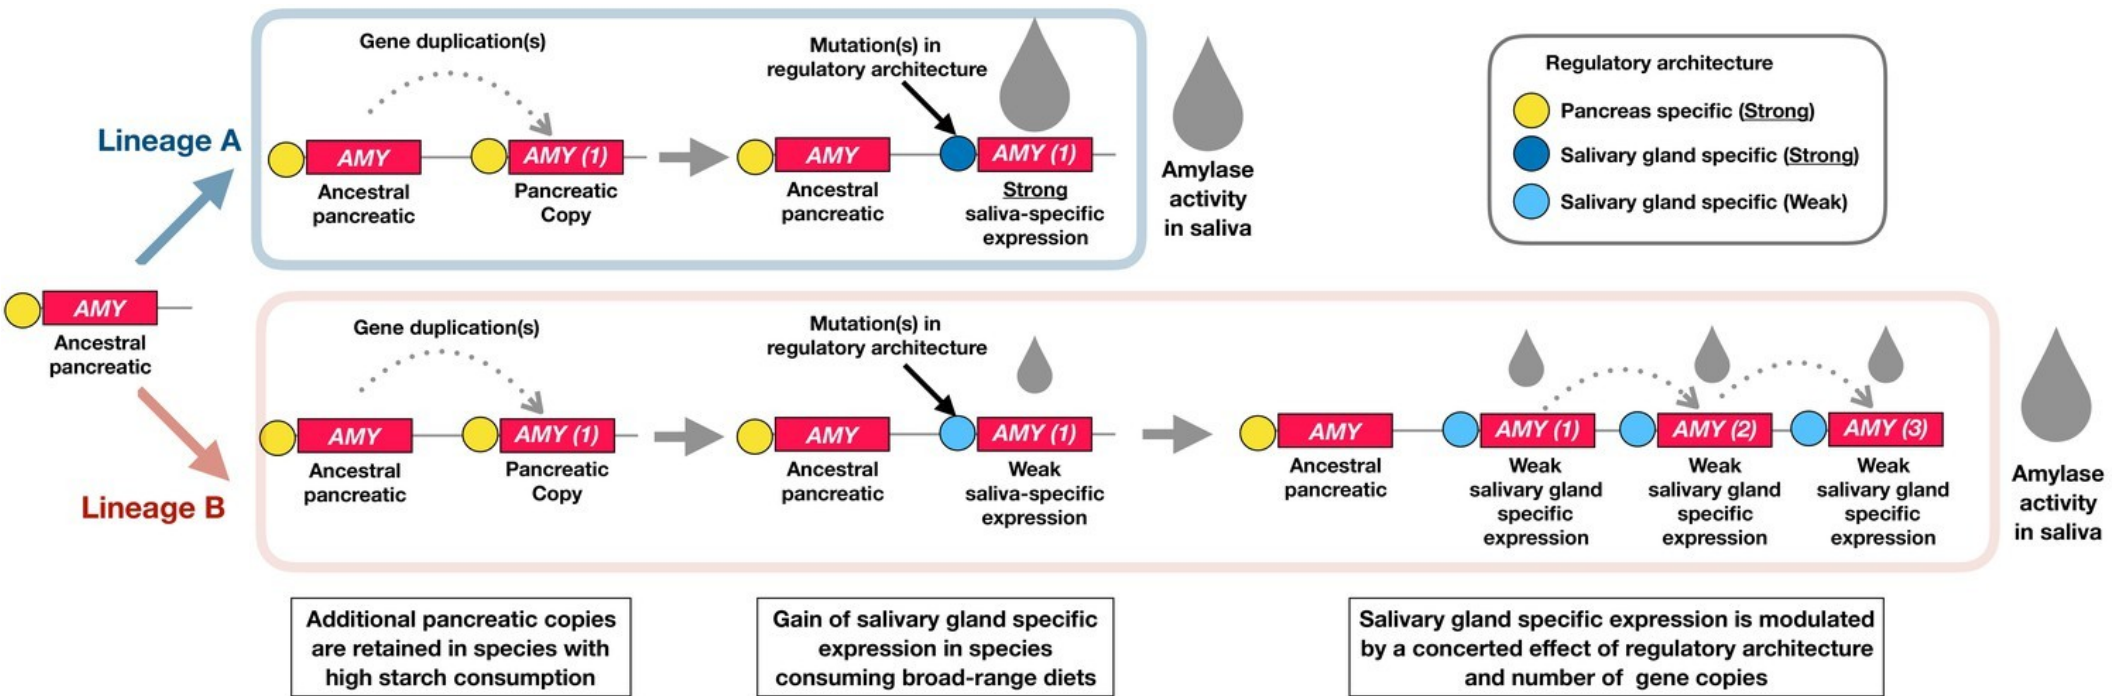 Lineage A
Gene duplication(s)
AMY
Ancestral
pancreatic
AMY (1)
Pancreatic
Copy
Mutation(s) in
regulatory architecture
AMY
Ancestral
pancreatic
AMY (1)
Strong
saliva-specific
expression
Amylase
activity
in saliva
Regulatory architecture
Pancreas specific (Strong)
Salivary gland specific (Strong)
Salivary gland specific (Weak)
AMY
Ancestral
pancreatic
Lineage B
Gene duplication(s)
AMY
Ancestral
pancreatic
AMY (1)
Pancreatic
Copy
Mutation(s) in
regulatory architecture
AMY
Ancestral
pancreatic
AMY (1)
Weak
saliva-specific
expression
AMY
Ancestral
pancreatic
AMY (1)
Weak
salivary gland
specific
expression
AMY (2)
Weak
salivary gland
specific
expression
AMY (3)
Weak
salivary gland
specific
expression
Amylase
activity
in saliva
Additional pancreatic copies
are retained in species with
high starch consumption
Gain of salivary gland specific
expression in species
consuming broad-range diets
Salivary gland specific expression is modulated
by a concerted effect of regulatory architecture
and number of gene copies